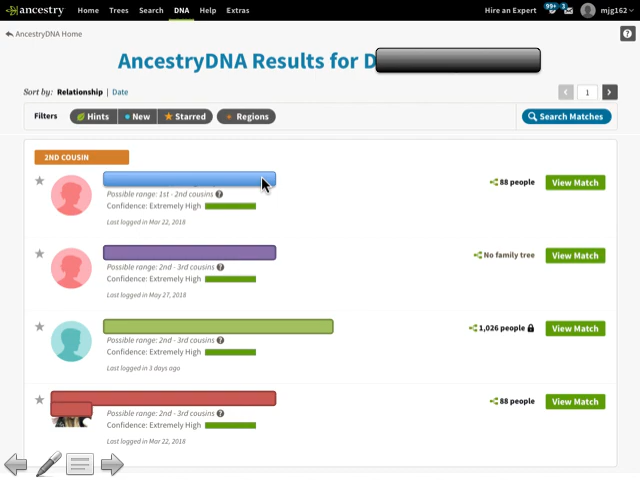 ancestry Home Trees Search DNA Help Extras Hire an Expert 99+ 3 mjg162
AncestryDNA Home ?
AncestryDNA Results for D
Sort by: Relationship | Date < 1 >
Filters Hints New Starred Regions Search Matches
2ND COUSIN
88 people View Match
Possible range: 1st - 2nd cousins ?
Confidence: Extremely High
Last logged in Mar 22, 2018
No family tree View Match
Possible range: 2nd - 3rd cousins ?
Confidence: Extremely High
Last logged in May 27, 2018
1,026 people View Match
Possible range: 2nd - 3rd cousins ?
Confidence: Extremely High
Last logged in 3 days ago
88 people View Match
Possible range: 2nd - 3rd cousins ?
Confidence: Extremely High
Last logged in Mar 22, 2018